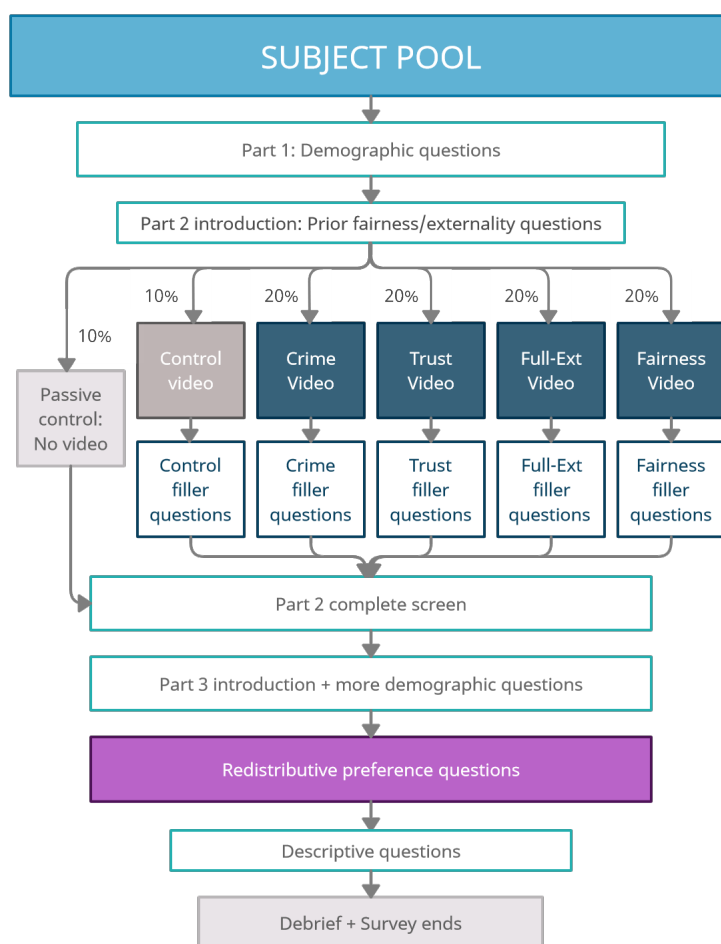 SUBJECT POOL
Part 1: Demographic questions
Part 2 introduction: Prior fairness/externality questions
10%
10%
20%
20%
20%
20%
Passive
control:
No video
Control
video
Crime
Video
Trust
Video
Full-Ext
Video
Fairness
Video
Control
filler
questions
Crime
filler
questions
Trust
filler
questions
Full-Ext
filler
questions
Fairness
filler
questions
Part 2 complete screen
Part 3 introduction + more demographic questions
Redistributive preference questions
Descriptive questions
Debrief + Survey ends